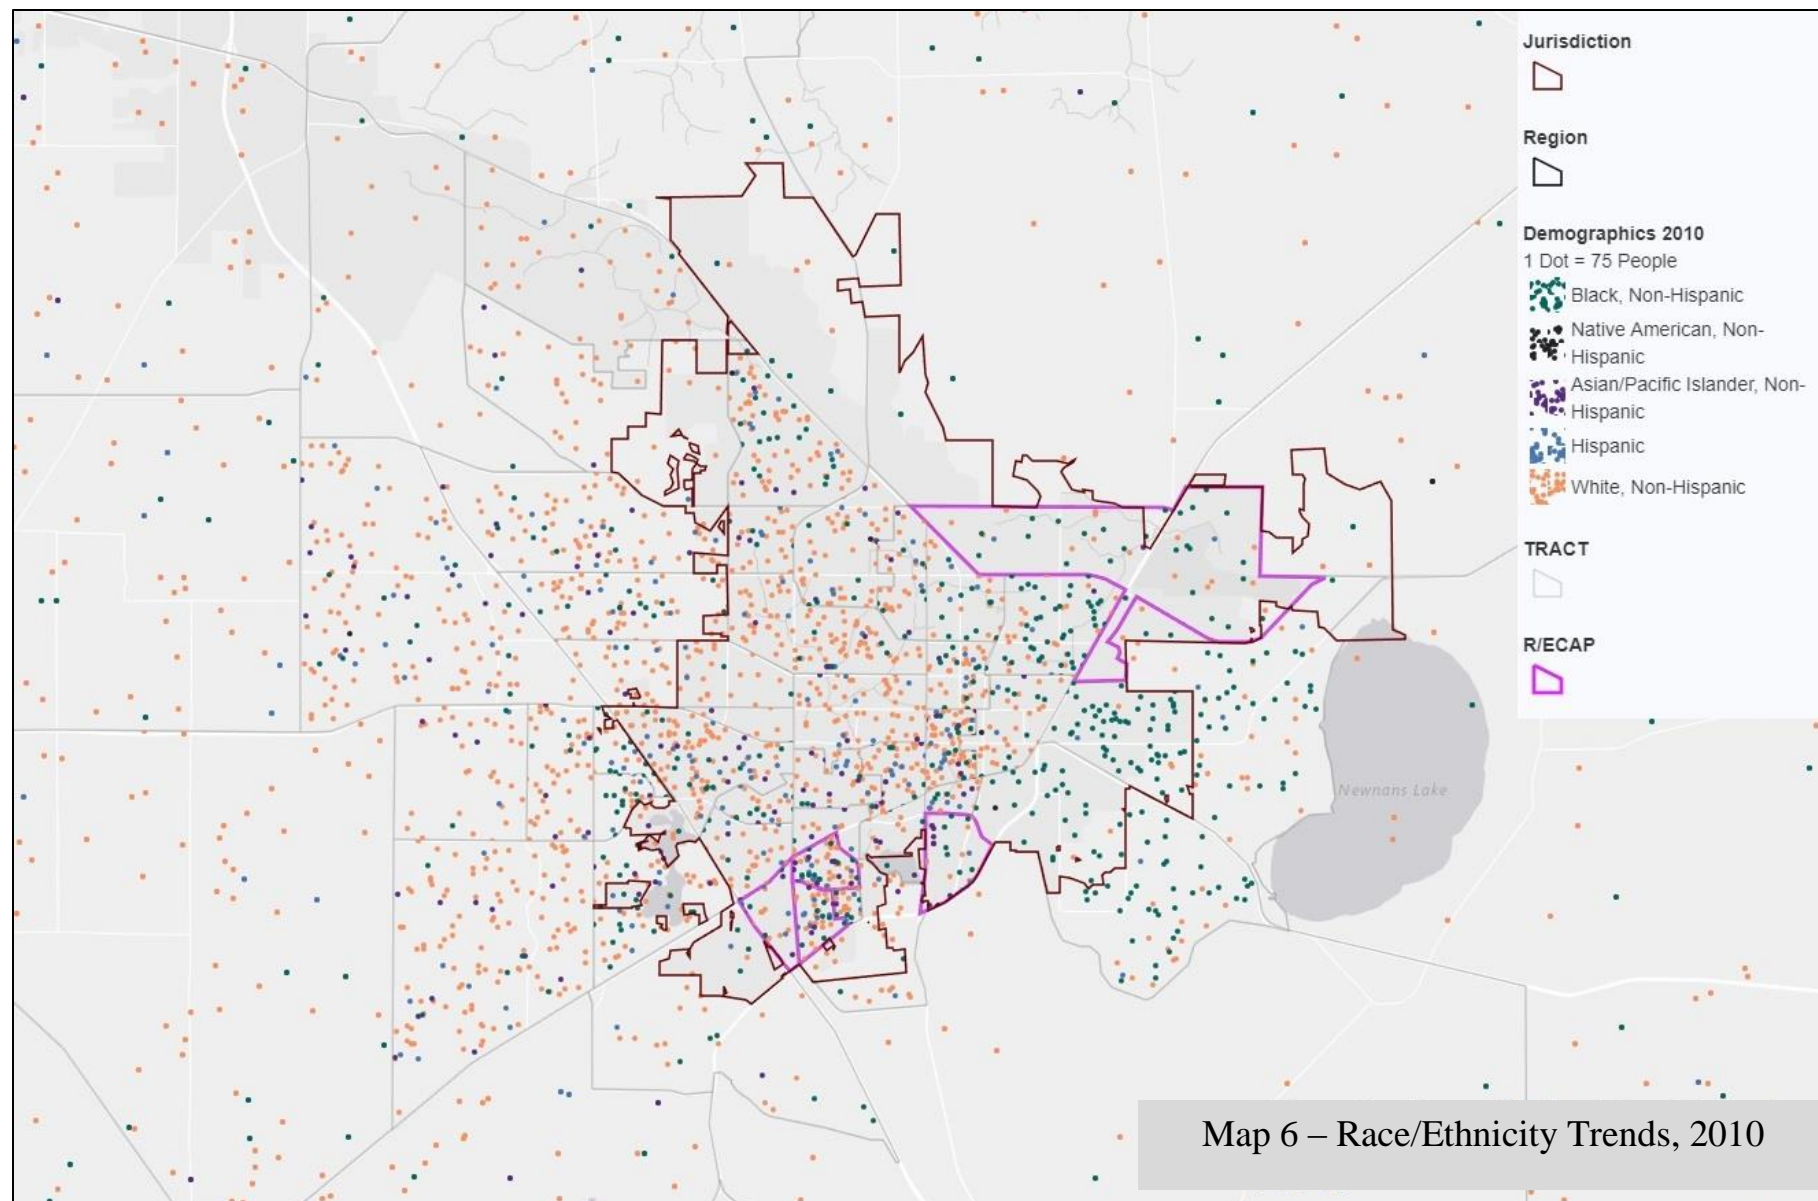 Jurisdiction
Region
Demographics 2010
1 Dot = 75 People
Black, Non-Hispanic
Native American, Non-
Hispanic
Asian/Pacific Islander, Non-
Hispanic
Hispanic
White, Non-Hispanic
TRACT
R/ECAP
Newnans Lake
Map 6 – Race/Ethnicity Trends, 2010